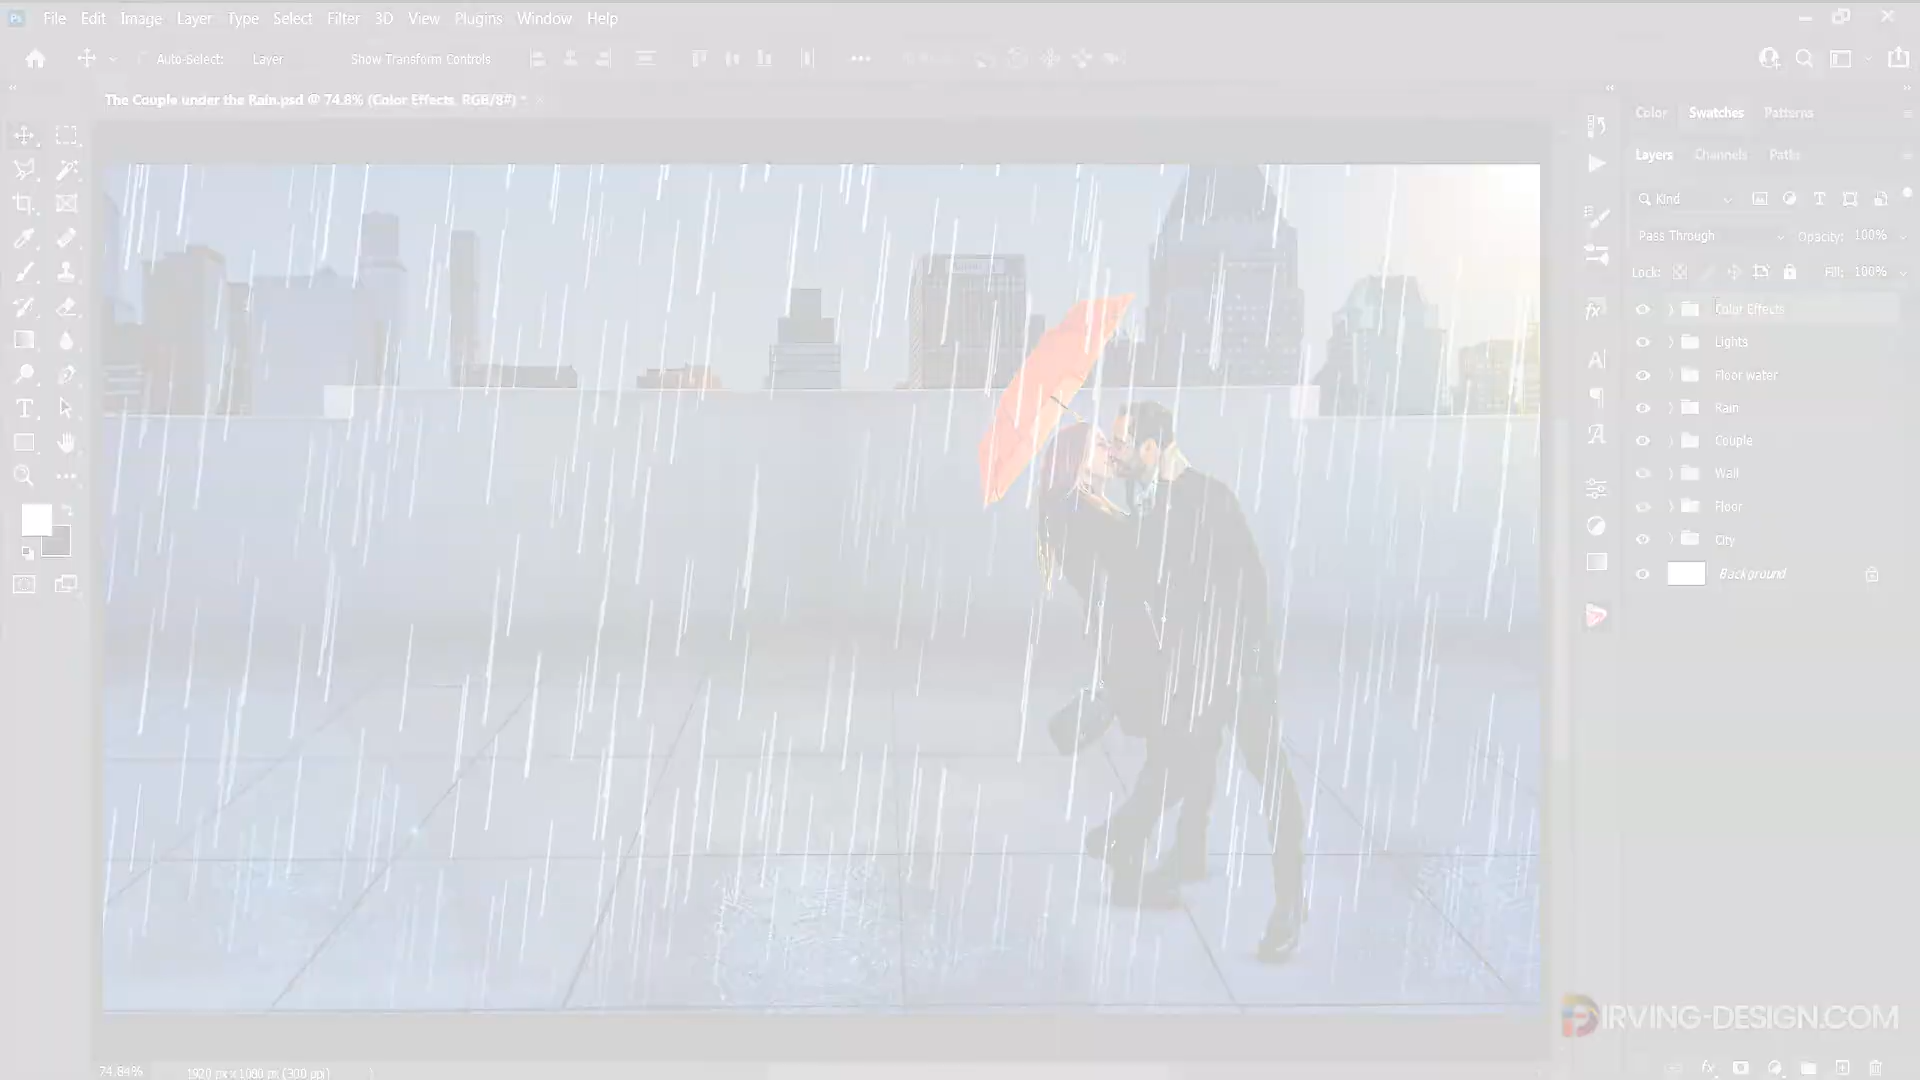 Ps File Edit Image Layer Type Select Filter 3D View Plugins Window Help
Auto-Select: Layer Show Transform Controls
The Couple under the Rain.psd @ 74.8% (Color Effects, RGB/8#) *
Color Swatches Patterns
Layers Channels Paths
Kind
Pass Through Opacity: 100%
Lock: Fill: 100%
Color Effects
Lights
Floor water
Rain
Couple
Wall
Floor
City
Background
IRVING-DESIGN.COM
74.84% 1920 px x 1080 px (300 ppi)